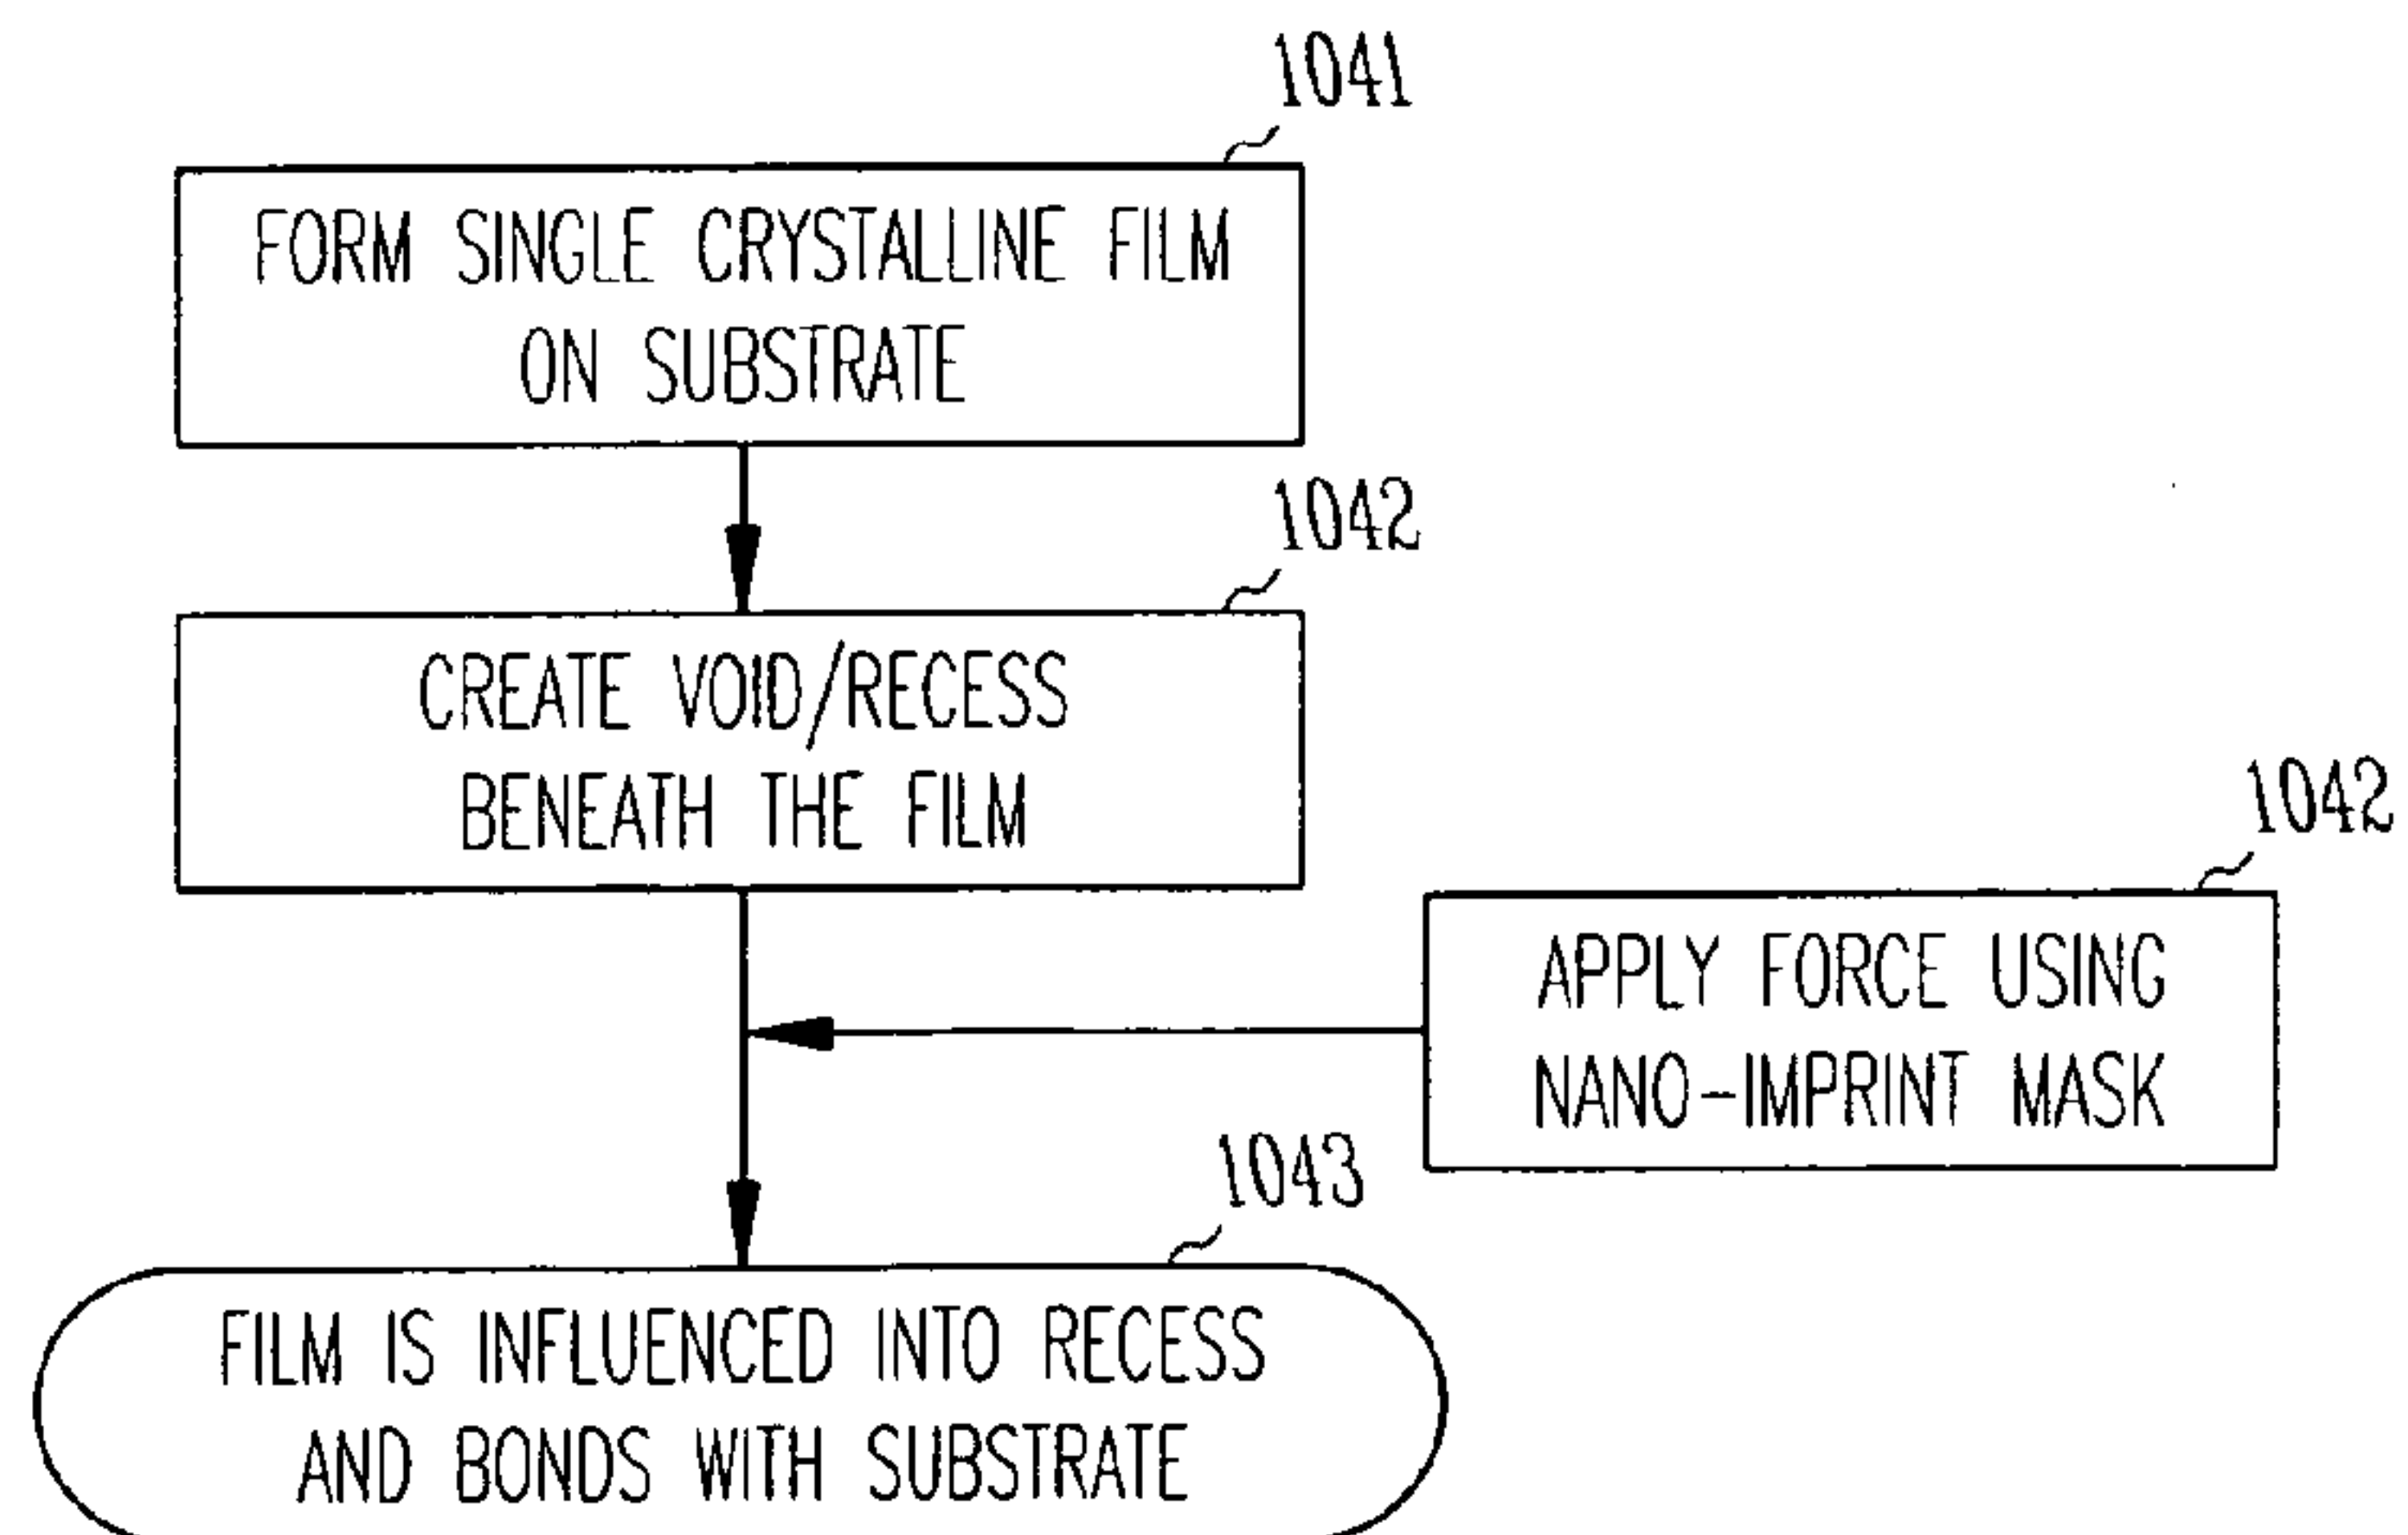 1041
FORM SINGLE CRYSTALLINE FILM
ON SUBSTRATE
1042
CREATE VOID/RECESS
BENEATH THE FILM
1042
APPLY FORCE USING
NANO-IMPRINT MASK
1043
FILM IS INFLUENCED INTO RECESS
AND BONDS WITH SUBSTRATE